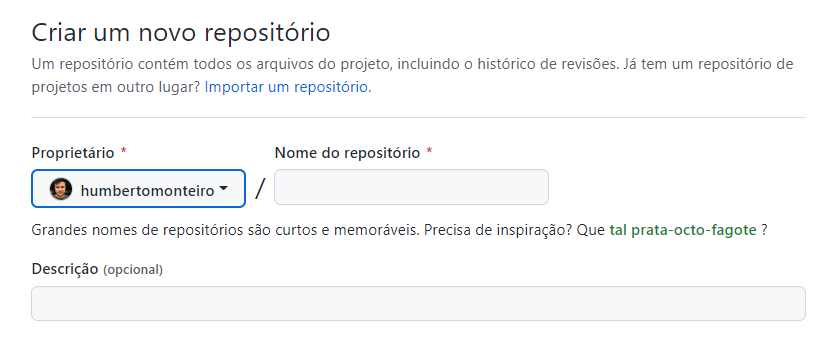 Criar um novo repositório
Um repositório contém todos os arquivos do projeto, incluindo o histórico de revisões. Já tem um repositório de
projetos em outro lugar? Importar um repositório.
Proprietário *
Nome do repositório *
humbertomonteiro /
Grandes nomes de repositórios são curtos e memoráveis. Precisa de inspiração? Que tal prata-octo-fagote ?
Descrição (opcional)